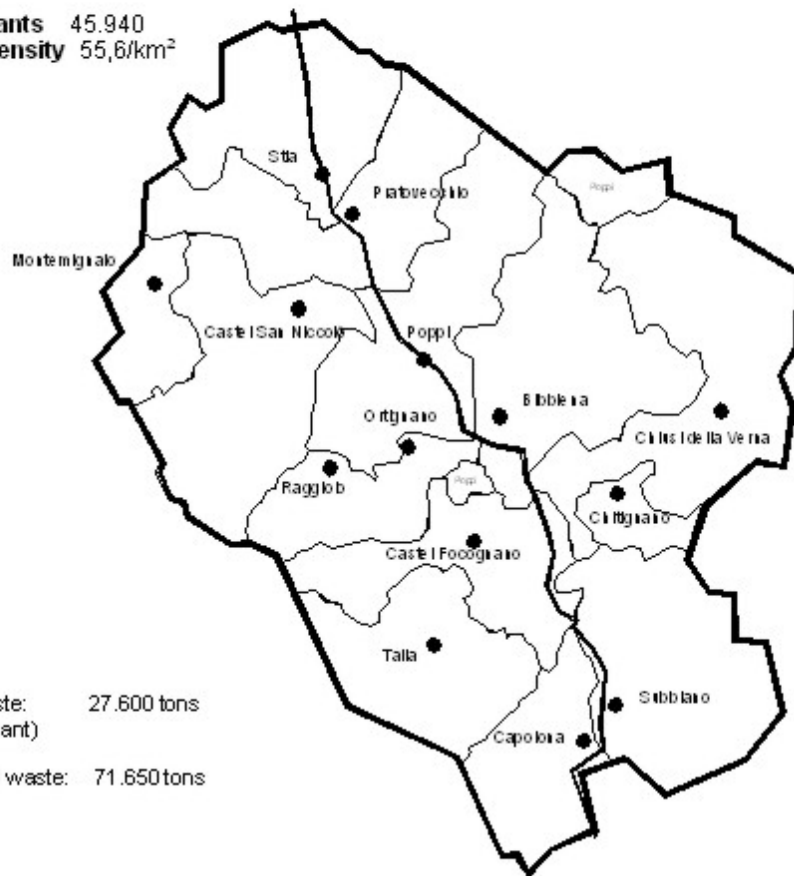 ants 45.940
ensity 55,6/km²
Stia
Pratovecchio
Poppi
Montemignaio
Castel San Niccolò
Poppi
Bibbiena
Chiusi della Verna
Ortignano
Raggiolo
Poppi
Chitignano
Castel Focognano
Talla
Subbiano
Capolona
ste: 27.600 tons
ant)
waste: 71.650 tons